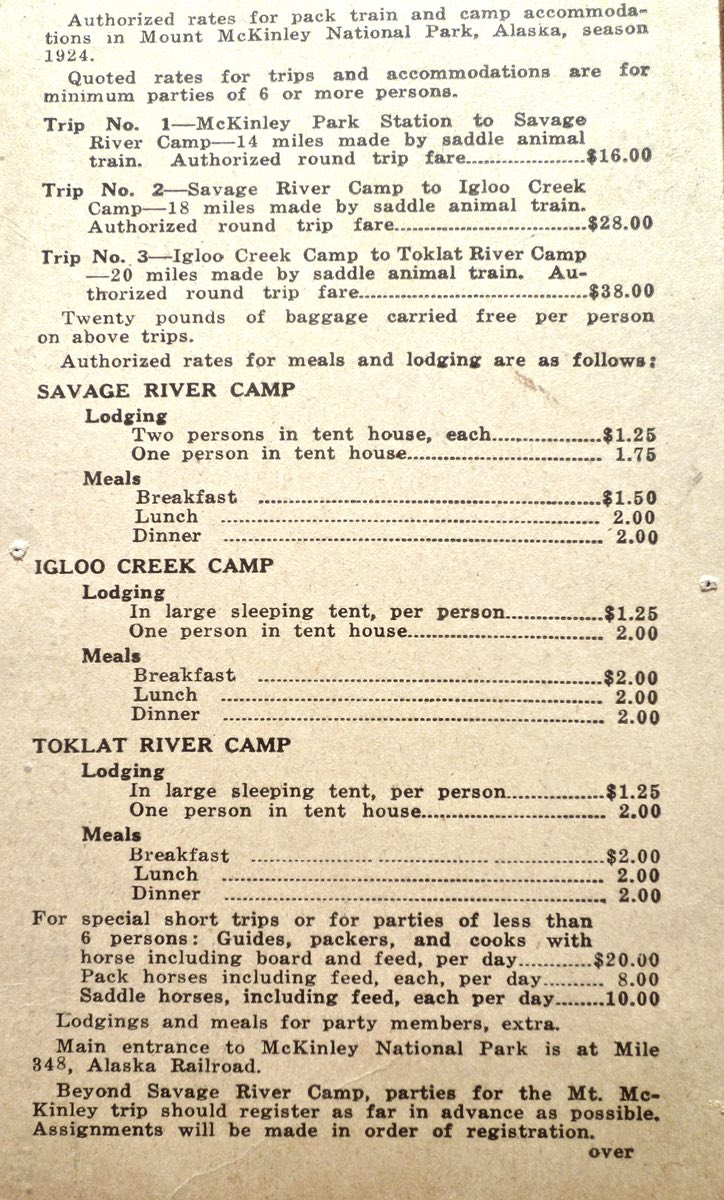 Authorized rates for pack train and camp accommoda-
tions in Mount McKinley National Park, Alaska, season
1924.
Quoted rates for trips and accommodations are for
minimum parties of 6 or more persons.
Trip No. 1—McKinley Park Station to Savage
River Camp—14 miles made by saddle animal
train. Authorized round trip fare....................$16.00
Trip No. 2—Savage River Camp to Igloo Creek
Camp—18 miles made by saddle animal train.
Authorized round trip fare................................$28.00
Trip No. 3—Igloo Creek Camp to Toklat River Camp
—20 miles made by saddle animal train. Au-
thorized round trip fare......................................$38.00
Twenty pounds of baggage carried free per person
on above trips.
Authorized rates for meals and lodging are as follows:
SAVAGE RIVER CAMP
Lodging
Two persons in tent house, each..................$1.25
One person in tent house................................ 1.75
Meals
Breakfast ........................................................$1.50
Lunch .............................................................. 2.00
Dinner .............................................................. 2.00
IGLOO CREEK CAMP
Lodging
In large sleeping tent, per person................$1.25
One person in tent house................................ 2.00
Meals
Breakfast ........................................................$2.00
Lunch .............................................................. 2.00
Dinner .............................................................. 2.00
TOKLAT RIVER CAMP
Lodging
In large sleeping tent, per person................$1.25
One person in tent house................................ 2.00
Meals
Breakfast ........................................................$2.00
Lunch .............................................................. 2.00
Dinner .............................................................. 2.00
For special short trips or for parties of less than
6 persons: Guides, packers, and cooks with
horse including board and feed, per day............$20.00
Pack horses including feed, each, per day......... 8.00
Saddle horses, including feed, each per day........10.00
Lodgings and meals for party members, extra.
Main entrance to McKinley National Park is at Mile
348, Alaska Railroad.
Beyond Savage River Camp, parties for the Mt. Mc-
Kinley trip should register as far in advance as possible.
Assignments will be made in order of registration.
over